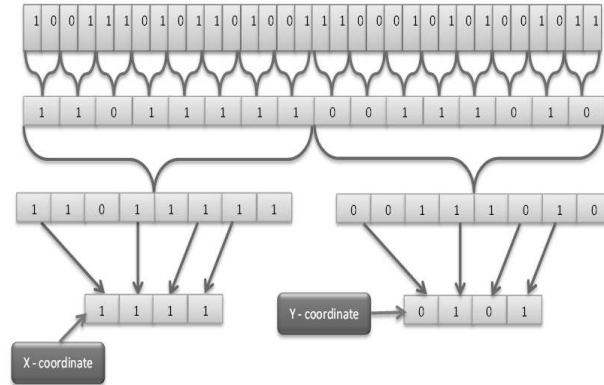 1 0 0 1 1 1 0 1 0 1 1 0 1 0 0 1 1 1 0 0 0 1 0 1 0 1 0 0 1 0 1 1
1 1 0 1 1 1 1 1 0 0 1 1 1 0 1 0
1 1 0 1 1 1 1 1 0 0 1 1 1 0 1 0
1 1 1 1 Y - coordinate 0 1 0 1
X - coordinate